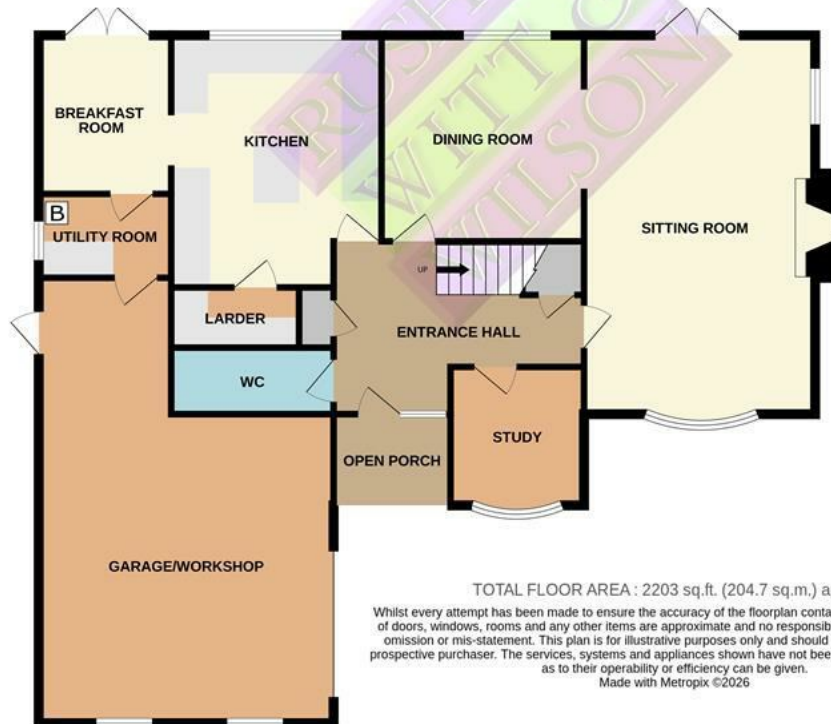 BREAKFAST
ROOM
KITCHEN
DINING ROOM
SITTING ROOM
B
UTILITY ROOM
UP
LARDER
ENTRANCE HALL
WC
STUDY
OPEN PORCH
GARAGE/WORKSHOP
RUSH
WITT &
WILSON
TOTAL FLOOR AREA : 2203 sq.ft. (204.7 sq.m.) a
Whilst every attempt has been made to ensure the accuracy of the floorplan conta
of doors, windows, rooms and any other items are approximate and no responsib
omission or mis-statement. This plan is for illustrative purposes only and should
prospective purchaser. The services, systems and appliances shown have not bee
as to their operability or efficiency can be given.
Made with Metropix ©2026